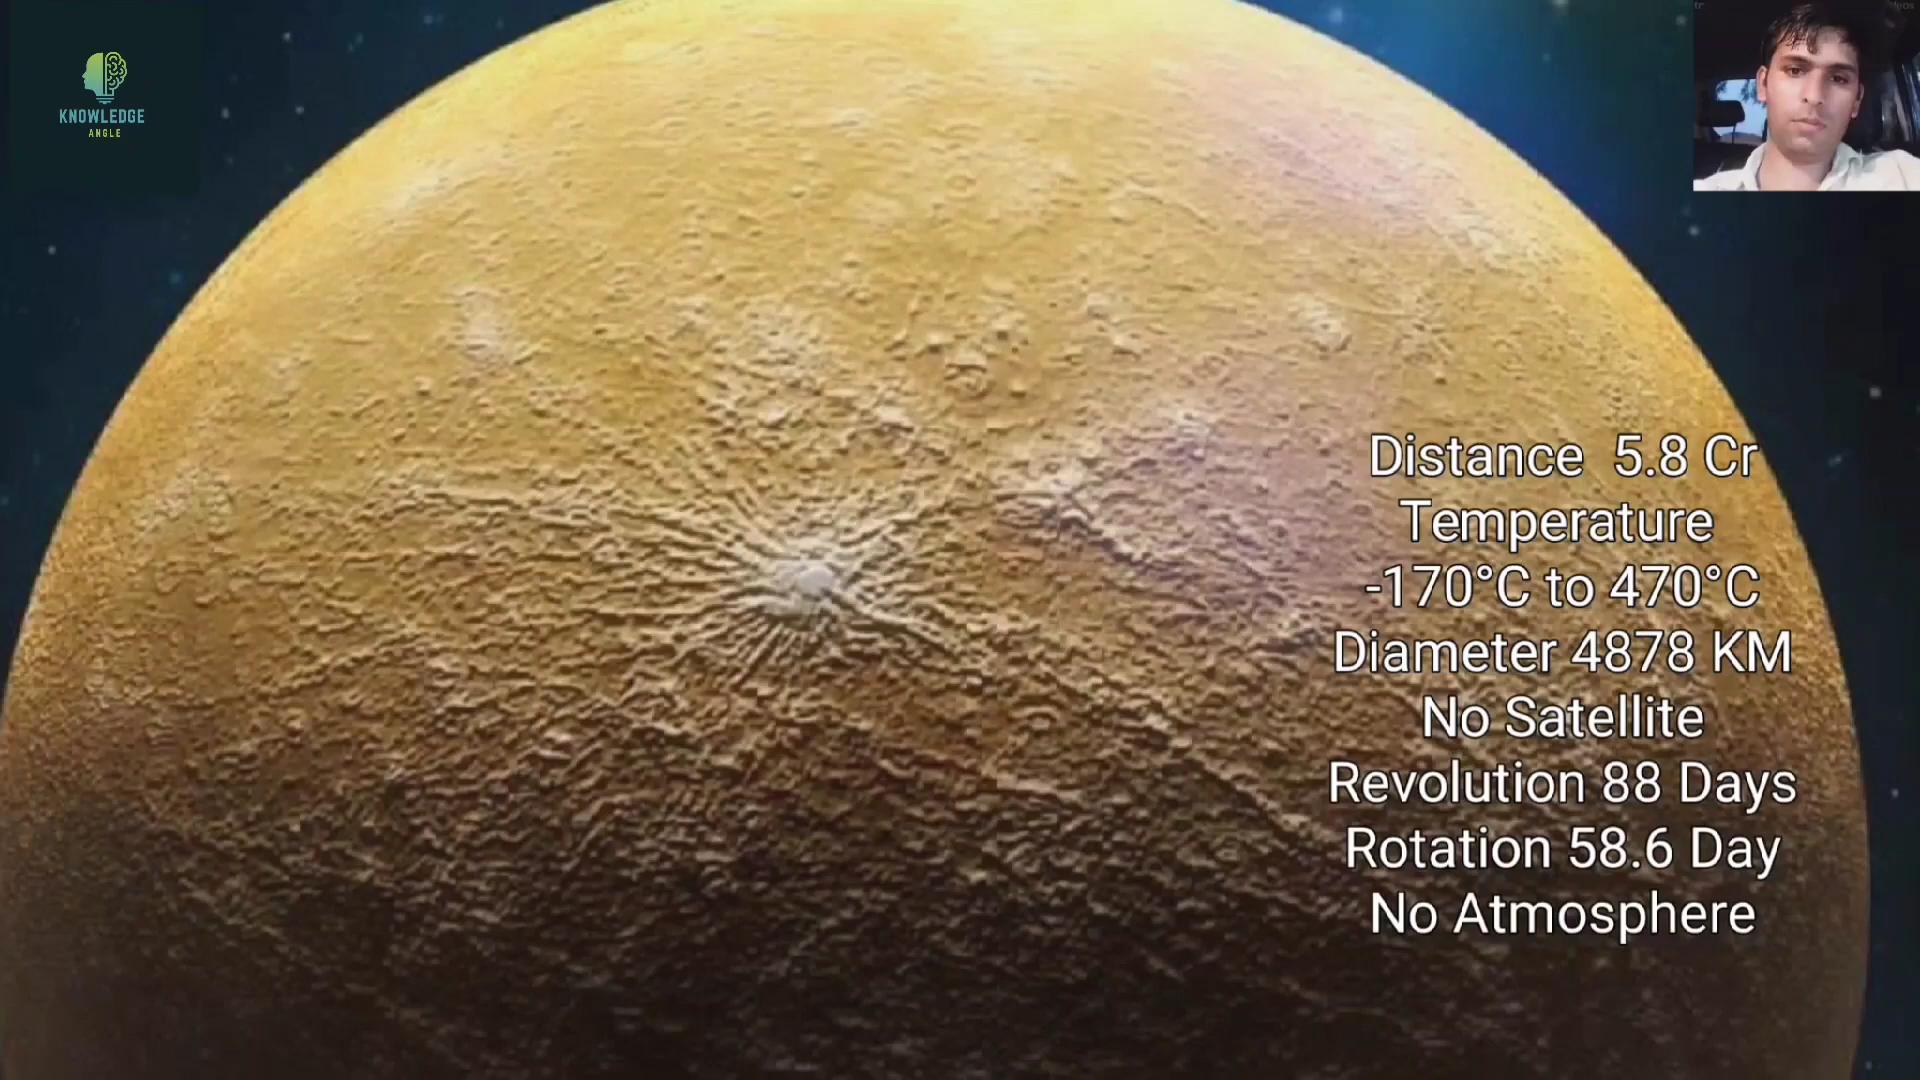 KNOWLEDGE
ANGLE
Distance 5.8 Cr
Temperature
-170°C to 470°C
Diameter 4878 KM
No Satellite
Revolution 88 Days
Rotation 58.6 Day
No Atmosphere